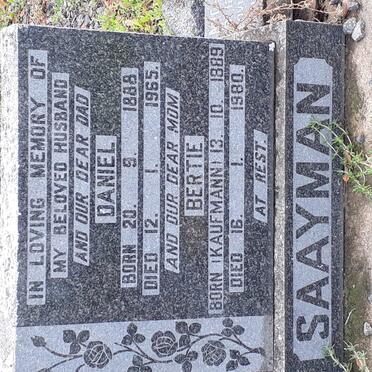 IN LOVING MEMORY OF
MY BELOVED HUSBAND
AND OUR DEAR DAD
DANIEL
BORN 20. 9. 1888
DIED 12. 1. 1965.
AND OUR DEAR MOM
BERTIE
BORN (KAUFMANN) 13. 10. 1889
DIED 16. 1. 1980.
AT REST.
SAAYMAN